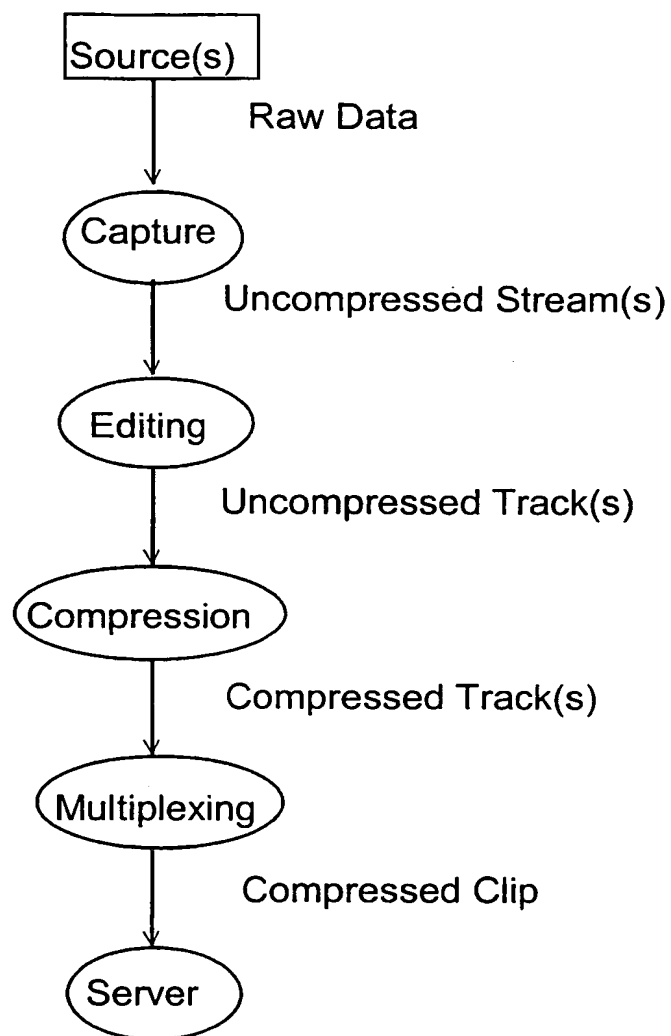 Source(s)
Raw Data
Capture
Uncompressed Stream(s)
Editing
Uncompressed Track(s)
Compression
Compressed Track(s)
Multiplexing
Compressed Clip
Server